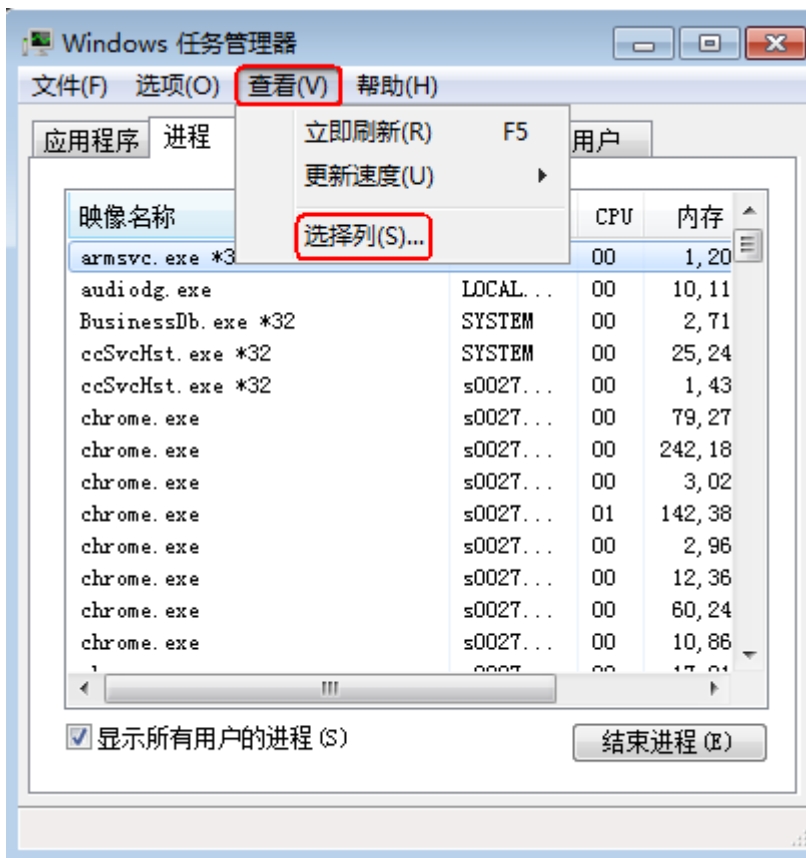 Windows 任务管理器
文件(F) 选项(O) 查看(V) 帮助(H)
立即刷新(R) F5
更新速度(U)
选择列(S)...
应用程序 进程 用户
映像名称 CPU 内存
armsvc.exe *3 00 1,20
audiodg.exe LOCAL... 00 10,11
BusinessDb.exe *32 SYSTEM 00 2,71
ccSvcHst.exe *32 SYSTEM 00 25,24
ccSvcHst.exe *32 s0027... 00 1,43
chrome.exe s0027... 00 79,27
chrome.exe s0027... 00 242,18
chrome.exe s0027... 00 3,02
chrome.exe s0027... 01 142,38
chrome.exe s0027... 00 2,96
chrome.exe s0027... 00 12,36
chrome.exe s0027... 00 60,24
chrome.exe s0027... 00 10,86
显示所有用户的进程(S) 结束进程(E)